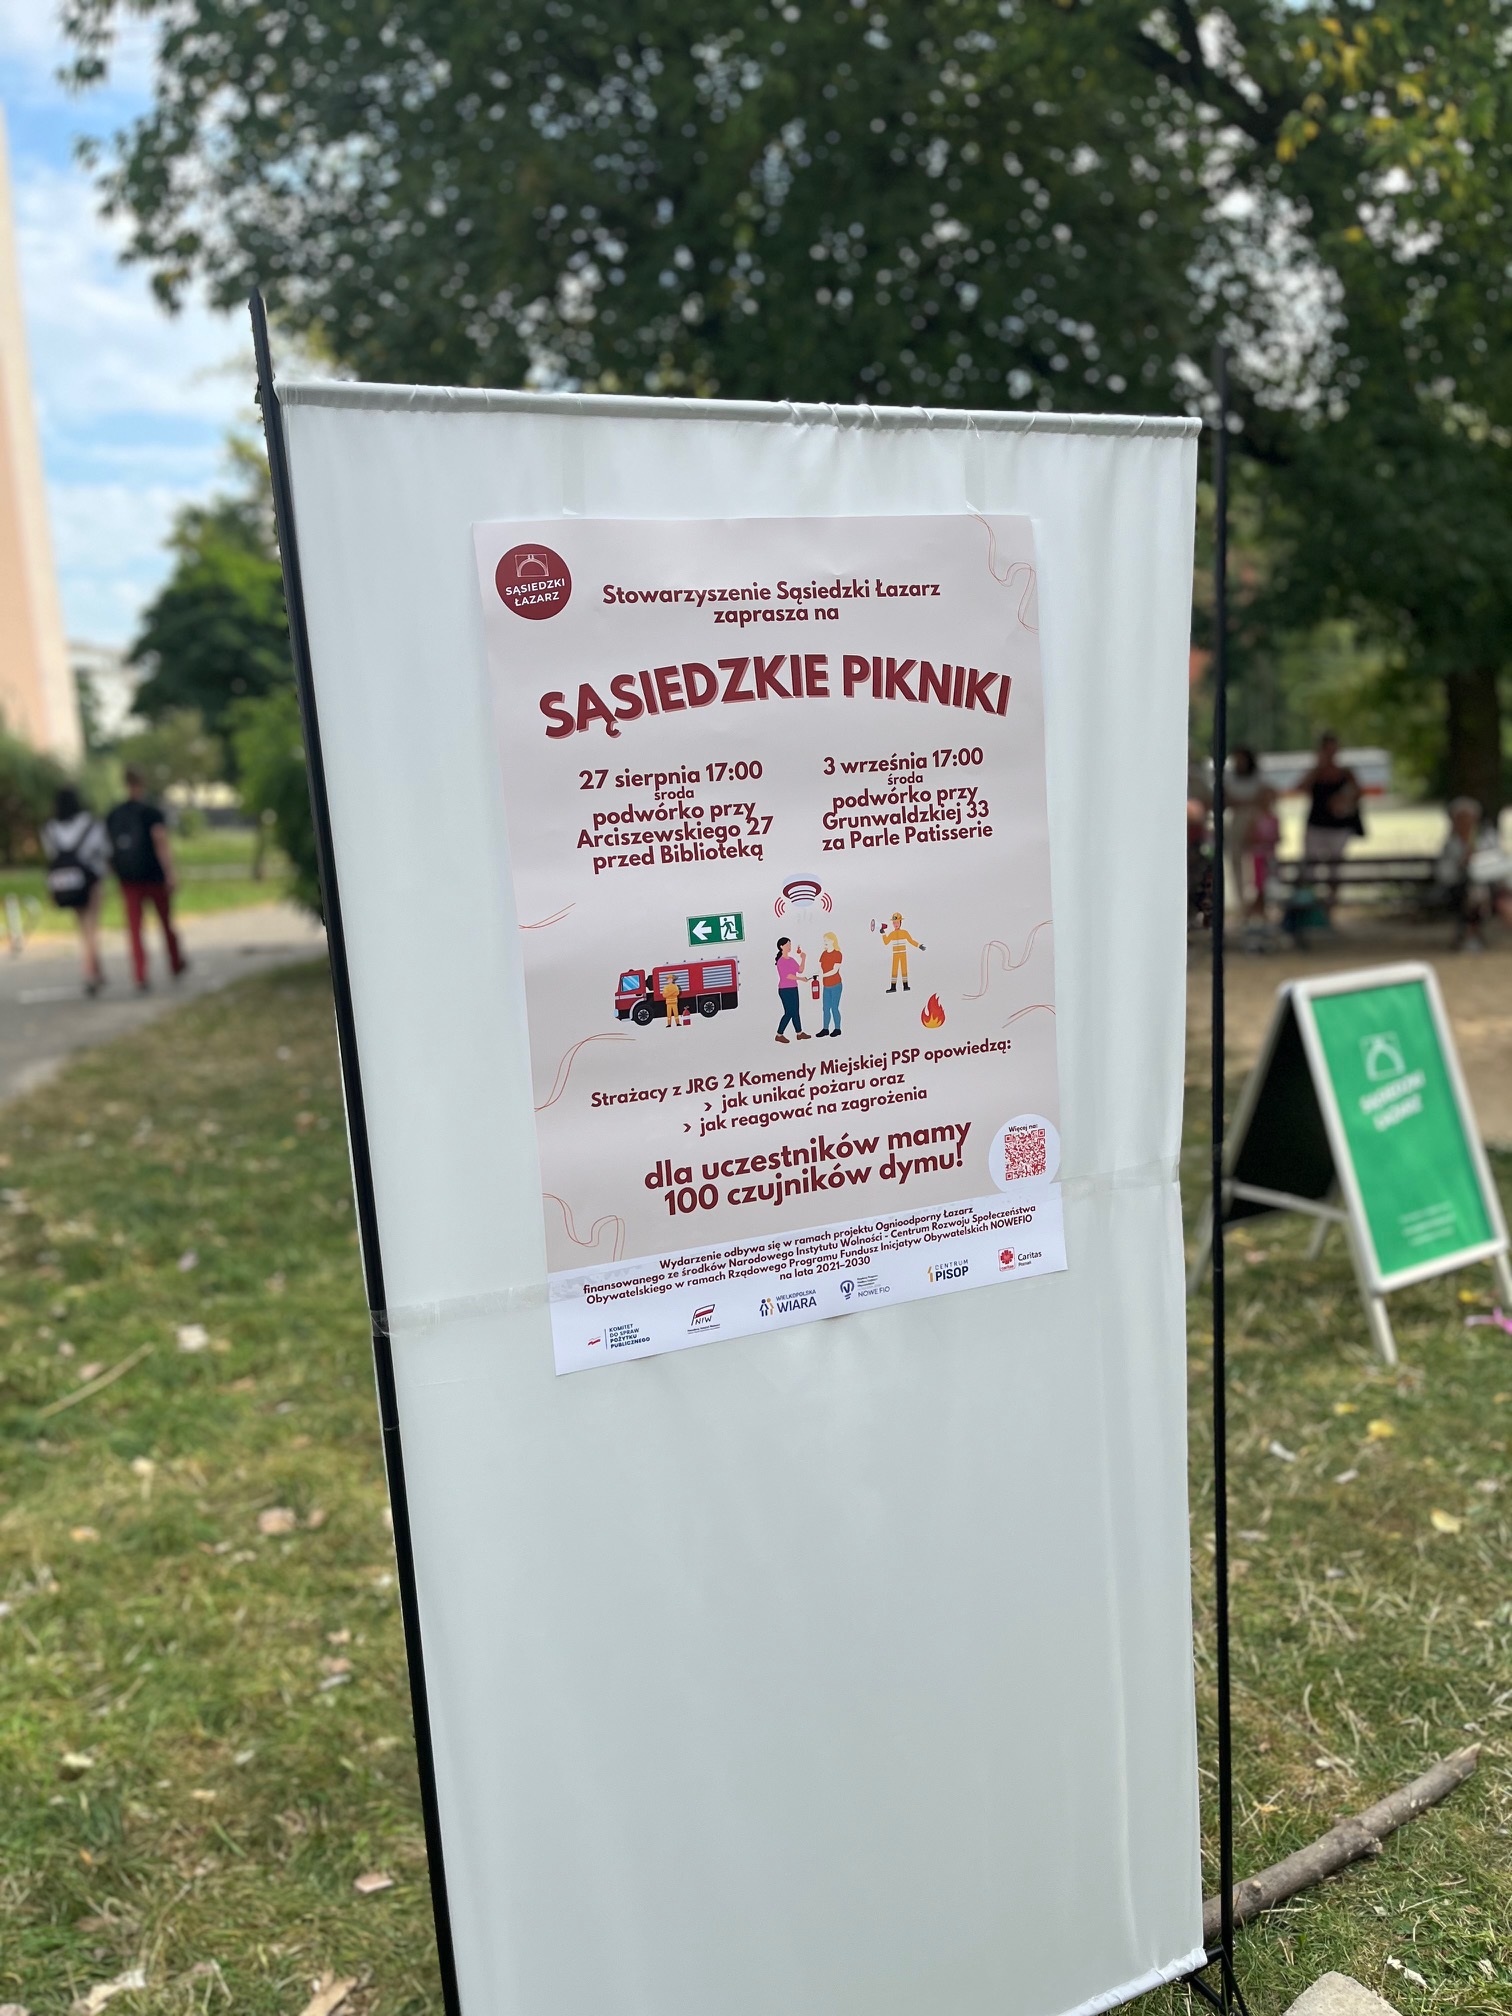 SĄSIEDZKI
ŁAZARZ
Stowarzyszenie Sąsiedzki Łazarz
zaprasza na
SĄSIEDZKIE PIKNIKI
27 sierpnia 17:00
środa
podwórko przy
Arciszewskiego 27
przed Biblioteką
3 września 17:00
środa
podwórko przy
Grunwaldzkiej 33
za Parle Patisserie
Strażacy z JRG 2 Komendy Miejskiej PSP opowiedzą:
› jak unikać pożaru oraz
› jak reagować na zagrożenia
dla uczestników mamy
100 czujników dymu!
Więcej na:
Wydarzenie odbywa się w ramach projektu Ognioodporny Łazarz
finansowanego ze środków Narodowego Instytutu Wolności - Centrum Rozwoju Społeczeństwa
Obywatelskiego w ramach Rządowego Programu Fundusz Inicjatyw Obywatelskich NOWEFIO
na lata 2021–2030
KOMITET
DO SPRAW
POŻYTKU
PUBLICZNEGO
NIW
WIELKOPOLSKA
WIARA
NOWE FIO
CENTRUM
PISOP
Caritas
Poznań
SĄSIEDZKI
ŁAZARZ